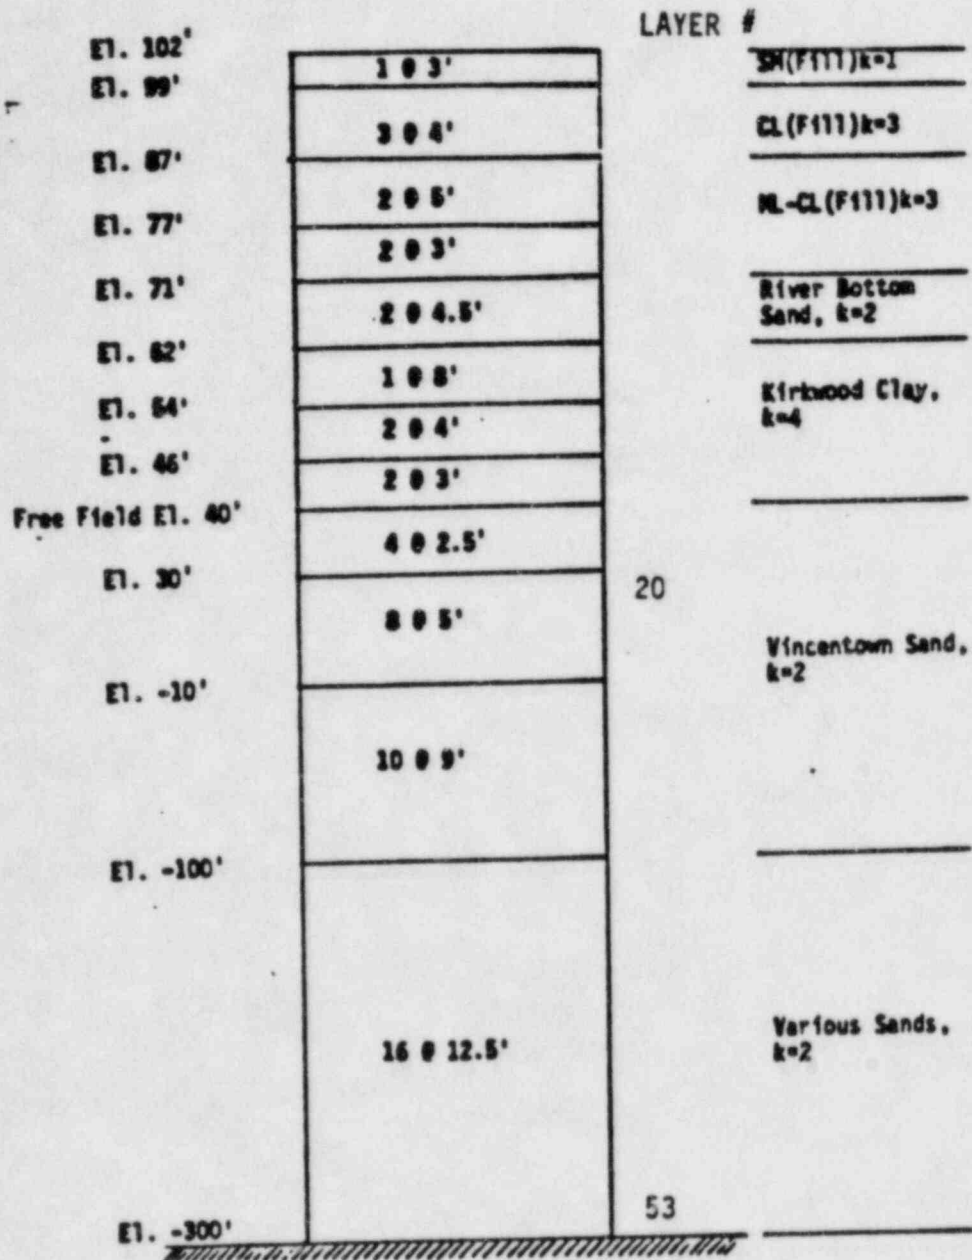 LAYER #
El. 102'
1 @ 3'
SM(Fill)k=1
El. 99'
3 @ 4'
CL(Fill)k=3
El. 87'
2 @ 5'
ML-CL(Fill)k=3
El. 77'
2 @ 3'
El. 71'
2 @ 4.5'
River Bottom
Sand, k=2
El. 62'
1 @ 8'
Kirkwood Clay,
k=4
El. 54'
2 @ 4'
El. 46'
2 @ 3'
Free Field El. 40'
4 @ 2.5'
El. 30'
20
8 @ 5'
Vincentown Sand,
k=2
El. -10'
10 @ 9'
El. -100'
16 @ 12.5'
Various Sands,
k=2
53
El. -300'